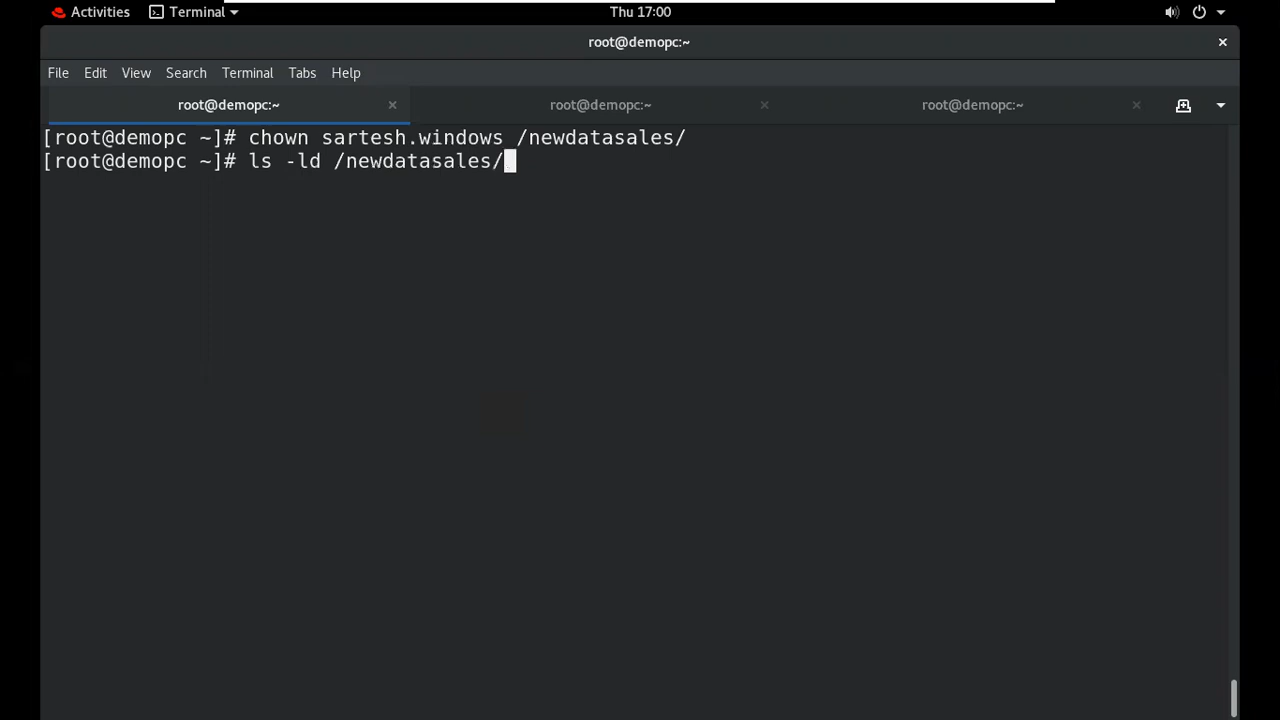 Activities Terminal Thu 17:00
root@demopc:~
File Edit View Search Terminal Tabs Help
root@demopc:~ root@demopc:~ root@demopc:~
[root@demopc ~]# chown sartesh.windows /newdatasales/
[root@demopc ~]# ls -ld /newdatasales/